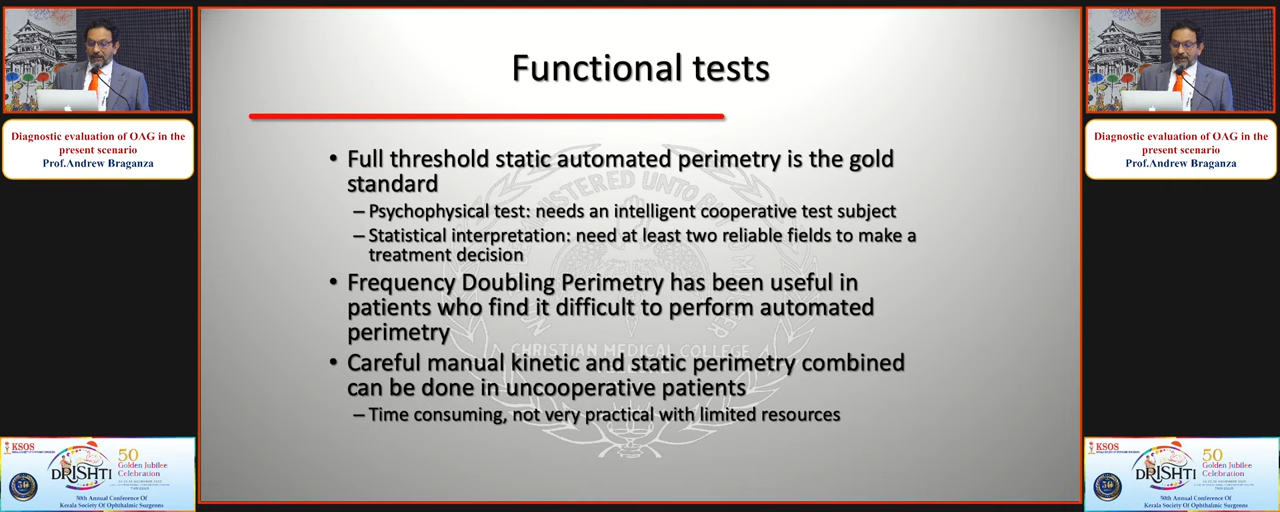 Functional tests
• Full threshold static automated perimetry is the gold
standard
– Psychophysical test: needs an intelligent cooperative test subject
– Statistical interpretation: need at least two reliable fields to make a
treatment decision
• Frequency Doubling Perimetry has been useful in
patients who find it difficult to perform automated
perimetry
• Careful manual kinetic and static perimetry combined
can be done in uncooperative patients
– Time consuming, not very practical with limited resources
CHRISTIAN MEDICAL COLLEGE
Diagnostic evaluation of OAG in the
present scenario
Prof.Andrew Braganza
KSOS
DRISHTI
50
Golden Jubilee
Celebration
50th Annual Conference Of
Kerala Society Of Ophthalmic Surgeons
Diagnostic evaluation of OAG in the
present scenario
Prof.Andrew Braganza
KSOS
DRISHTI
50
Golden Jubilee
Celebration
50th Annual Conference Of
Kerala Society Of Ophthalmic Surgeons